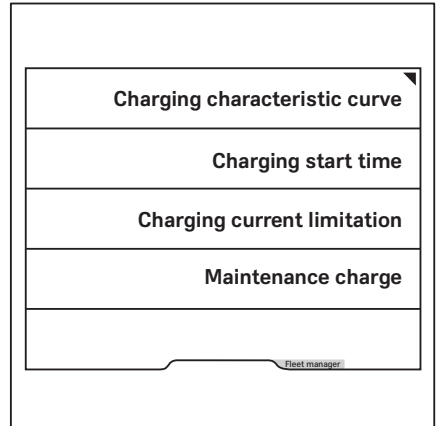 Charging characteristic curve
Charging start time
Charging current limitation
Maintenance charge
Fleet manager